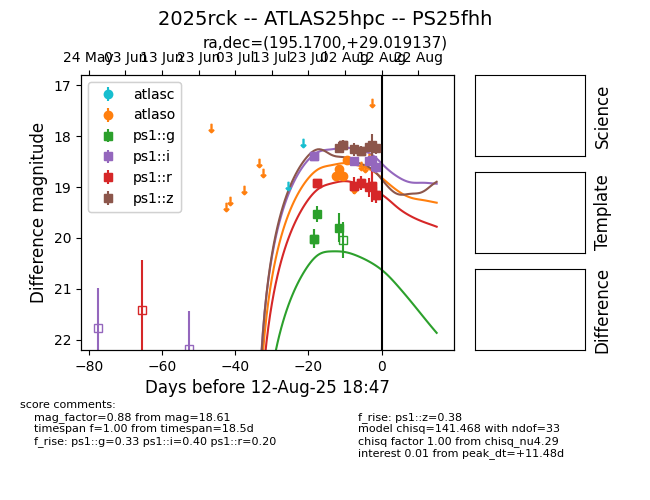 2025rck -- ATLAS25hpc -- PS25fhh
ra,dec=(195.1700,+29.019137)
24 May 03 Jun 13 Jun 23 Jun 03 Jul 13 Jul 23 Jul 02 Aug 12 Aug 22 Aug
17
18
19
20
21
22
Difference magnitude
atlasc
atlaso
ps1::g
ps1::i
ps1::r
ps1::z
−80 −60 −40 −20 0
Days before 12-Aug-25 18:47
Science
Template
Difference
score comments:
mag_factor=0.88 from mag=18.61
timespan f=1.00 from timespan=18.5d
f_rise: ps1::g=0.33 ps1::i=0.40 ps1::r=0.20
f_rise: ps1::z=0.38
model chisq=141.468 with ndof=33
chisq factor 1.00 from chisq_nu4.29
interest 0.01 from peak_dt=+11.48d